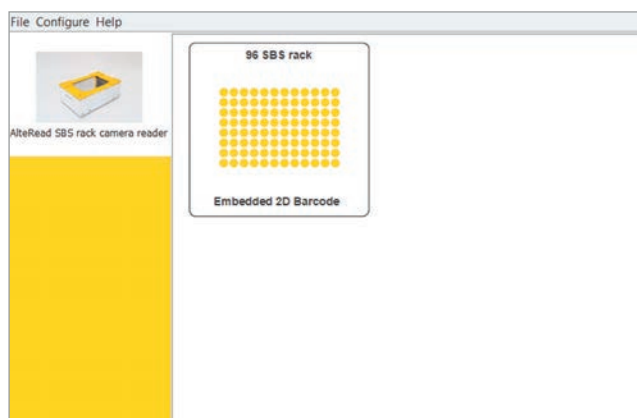 File Configure Help
96 SBS rack
AlteRead SBS rack camera reader
Embedded 2D Barcode